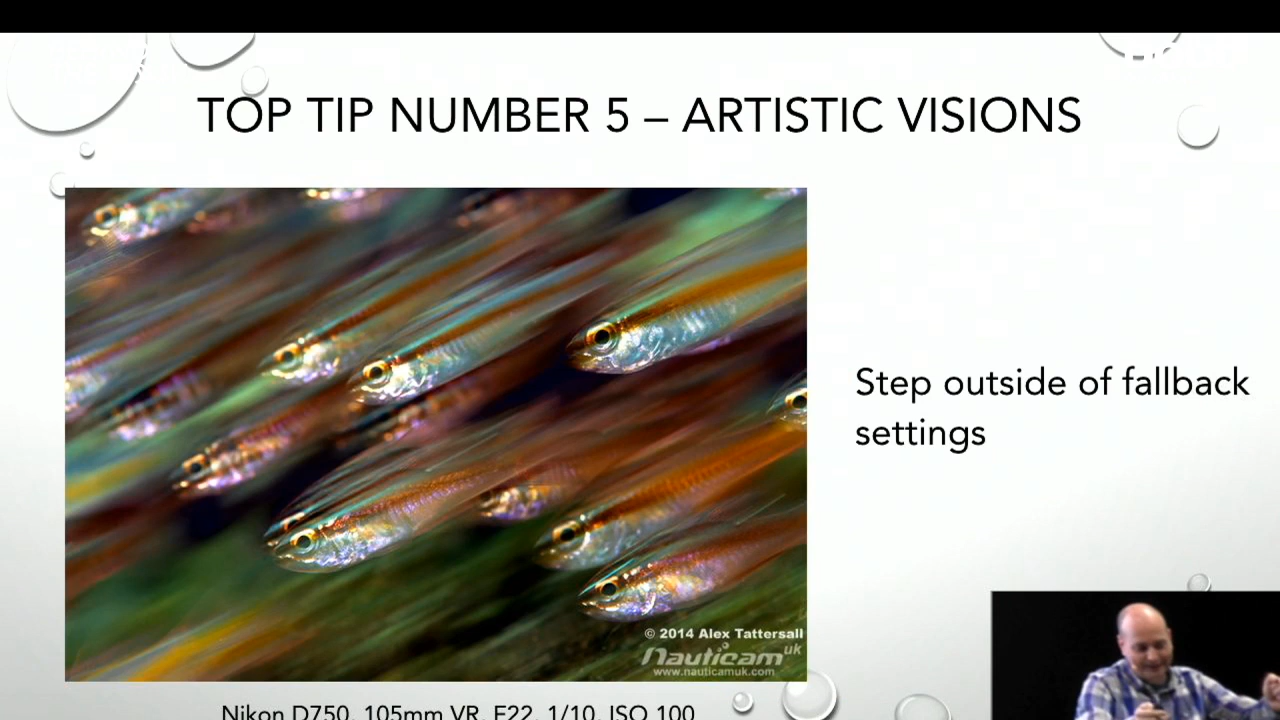 TOP TIP NUMBER 5 – ARTISTIC VISIONS
Step outside of fallback
settings
© 2014 Alex Tattersall
Nauticam uk
www.nauticamuk.com
Nikon D750, 105mm VR, F22, 1/10, ISO 100